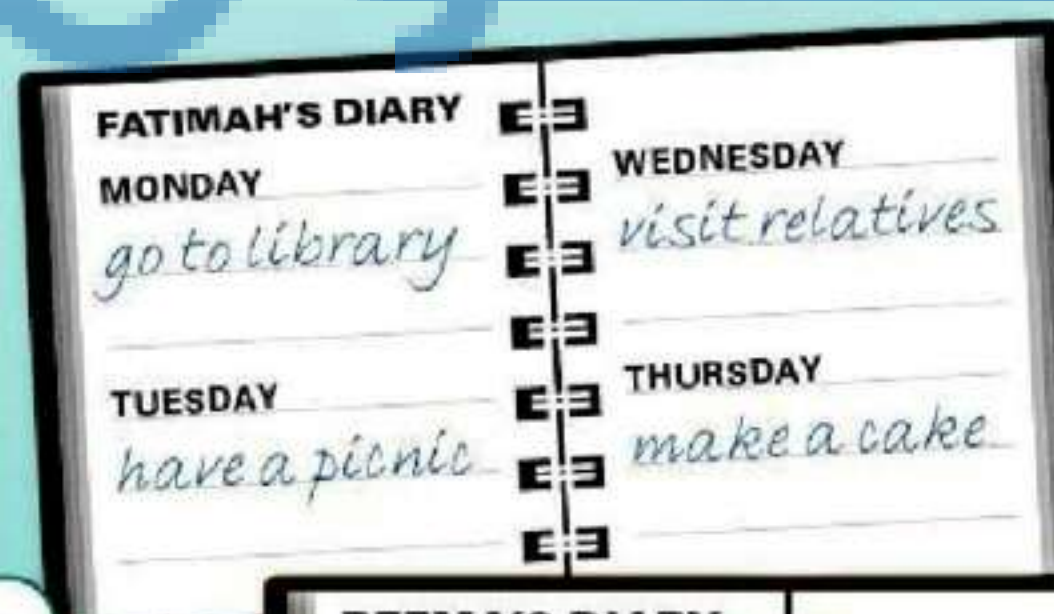 FATIMAH'S DIARY
MONDAY
go to library
TUESDAY
have a picnic
WEDNESDAY
visit relatives
THURSDAY
make a cake